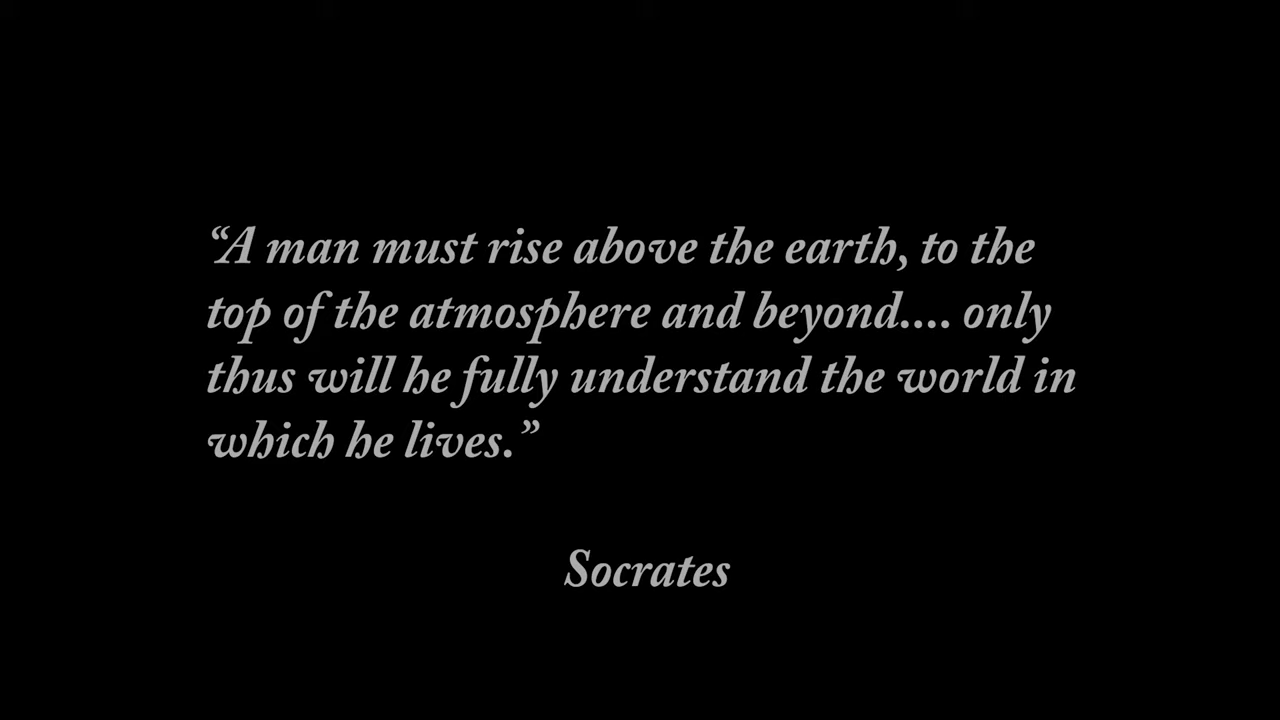 “A man must rise above the earth, to the
top of the atmosphere and beyond.... only
thus will he fully understand the world in
which he lives.”
Socrates